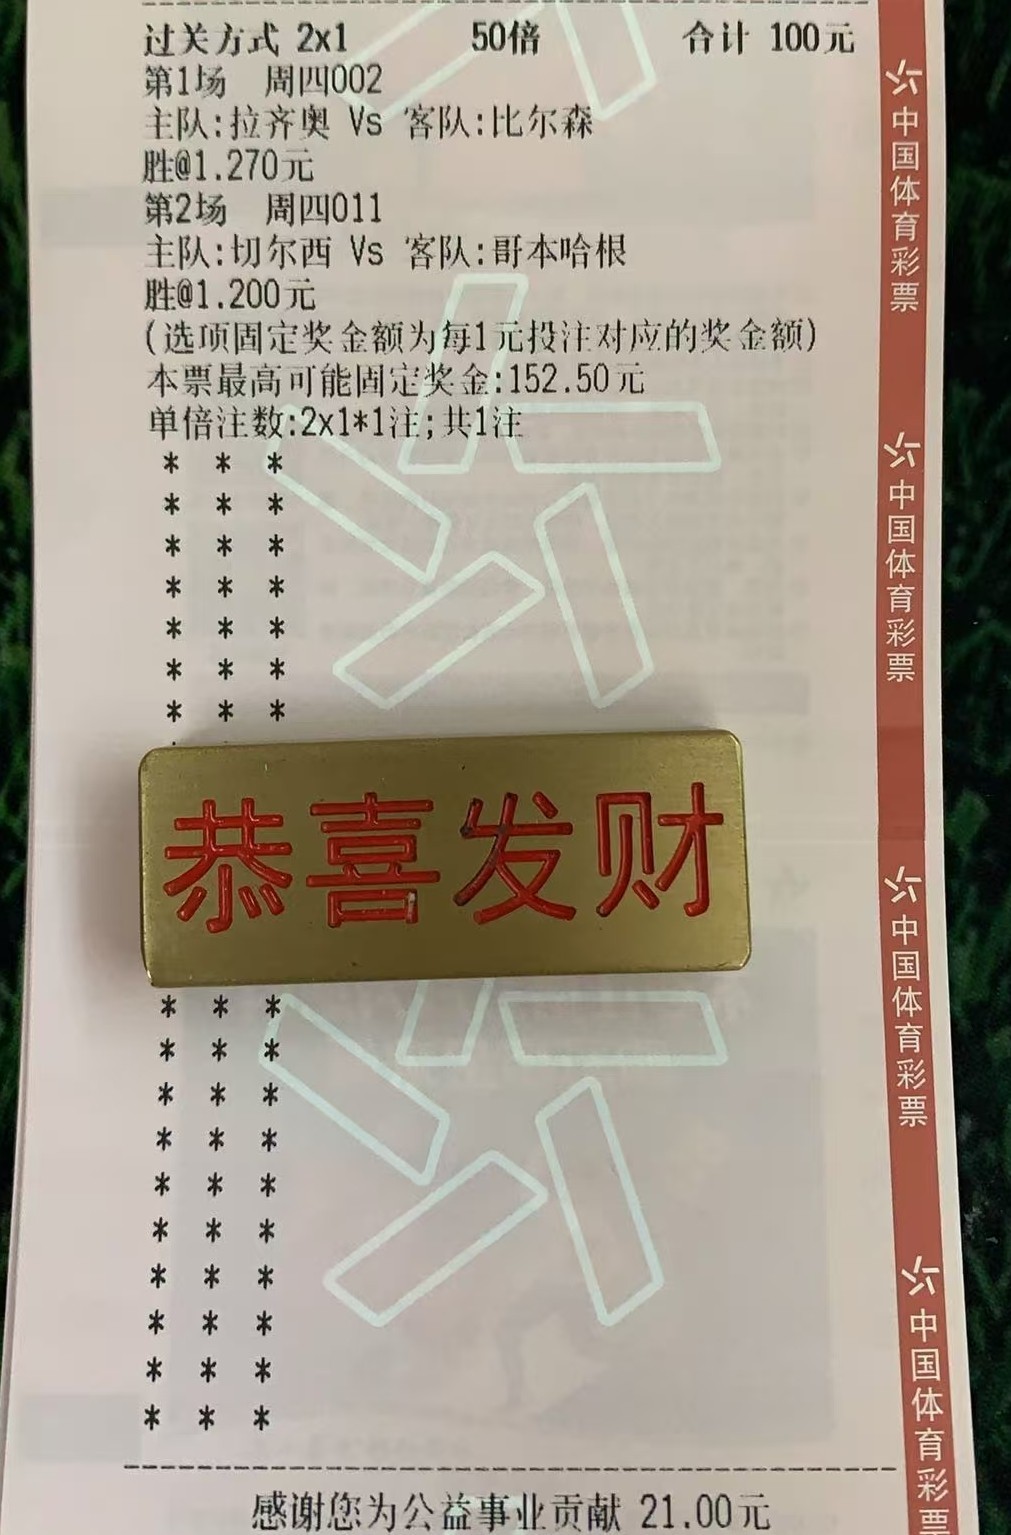 过关方式 2x1 50倍 合计 100元
第1场 周四002
主队:拉齐奥 Vs 客队:比尔森
胜@1.270元
第2场 周四011
主队:切尔西 Vs 客队:哥本哈根
胜@1.200元
(选项固定奖金额为每1元投注对应的奖金额)
本票最高可能固定奖金:152.50元
单倍注数:2x1*1注;共1注
* * *
* * *
* * *
* * *
* * *
* * *
* * *
恭喜发财
* * *
* * *
* * *
* * *
* * *
* * *
* * *
* * *
* * *
* * *
感谢您为公益事业贡献 21.00元
中国体育彩票
中国体育彩票
中国体育彩票
中国体育彩票